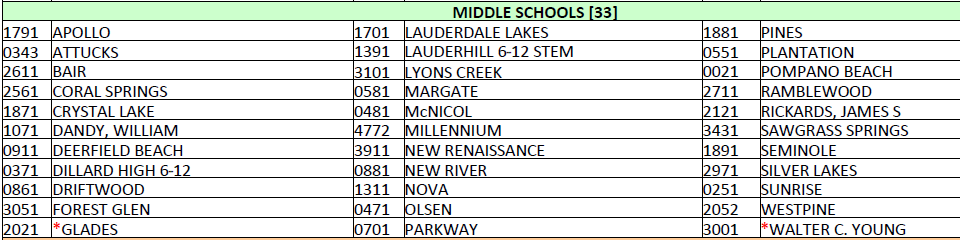 MIDDLE SCHOOLS [33]
1791 APOLLO 1701 LAUDERDALE LAKES 1881 PINES
0343 ATTUCKS 1391 LAUDERHILL 6-12 STEM 0551 PLANTATION
2611 BAIR 3101 LYONS CREEK 0021 POMPANO BEACH
2561 CORAL SPRINGS 0581 MARGATE 2711 RAMBLEWOOD
1871 CRYSTAL LAKE 0481 McNICOL 2121 RICKARDS, JAMES S
1071 DANDY, WILLIAM 4772 MILLENNIUM 3431 SAWGRASS SPRINGS
0911 DEERFIELD BEACH 3911 NEW RENAISSANCE 1891 SEMINOLE
0371 DILLARD HIGH 6-12 0881 NEW RIVER 2971 SILVER LAKES
0861 DRIFTWOOD 1311 NOVA 0251 SUNRISE
3051 FOREST GLEN 0471 OLSEN 2052 WESTPINE
2021 *GLADES 0701 PARKWAY 3001 *WALTER C. YOUNG